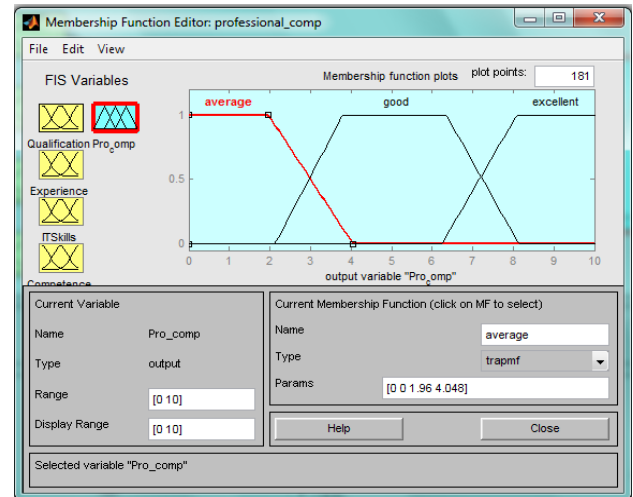 Membership Function Editor: professional_comp
File Edit View
FIS Variables
Qualification Pro_comp
Experience
ITSkills
Competence
Membership function plots plot points: 181
average good excellent
1
0.5
0
0 1 2 3 4 5 6 7 8 9 10
output variable "Pro_comp"
Current Variable
Name Pro_comp
Type output
Range [0 10]
Display Range [0 10]
Current Membership Function (click on MF to select)
Name average
Type trapmf
Params [0 0 1.96 4.048]
Help Close
Selected variable "Pro_comp"